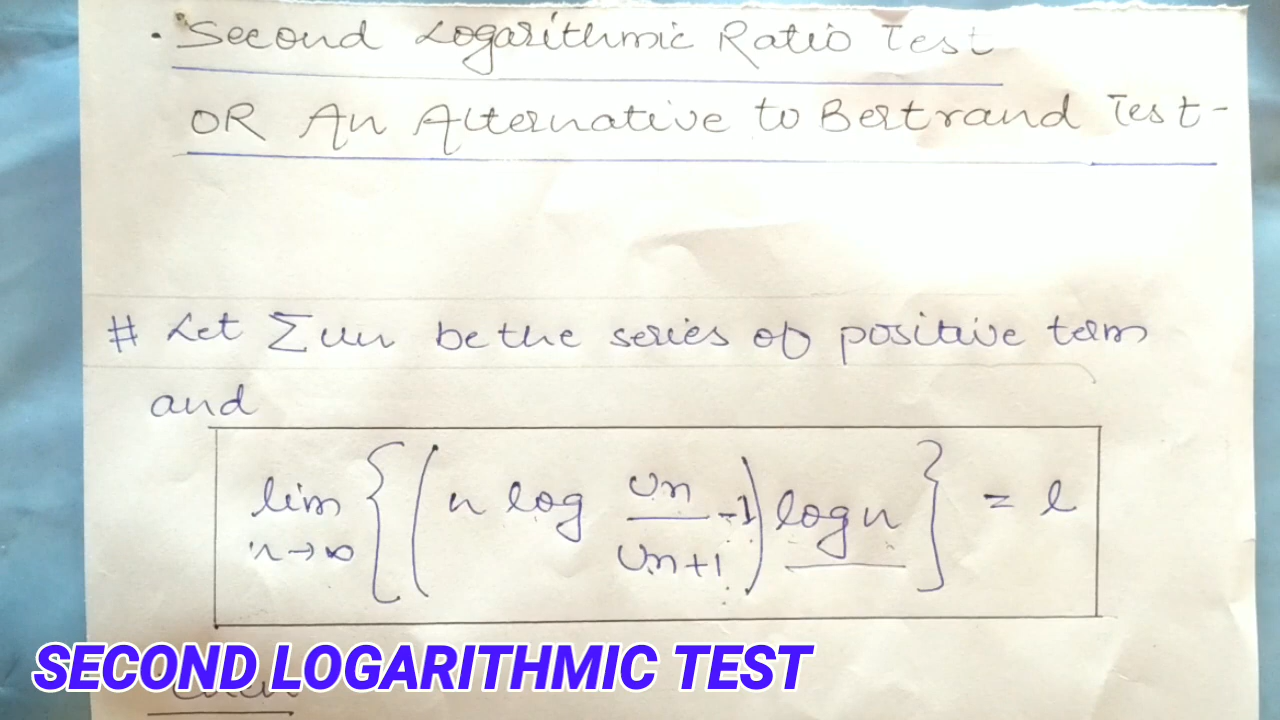 . Second Logarithmic Ratio Test
OR An Alternative to Bertrand Test -
# Let Σun be the series of positive term
and
lim n→∞ { ( n log un/un+1 -1 ) log n } = l
SECOND LOGARITHMIC TEST